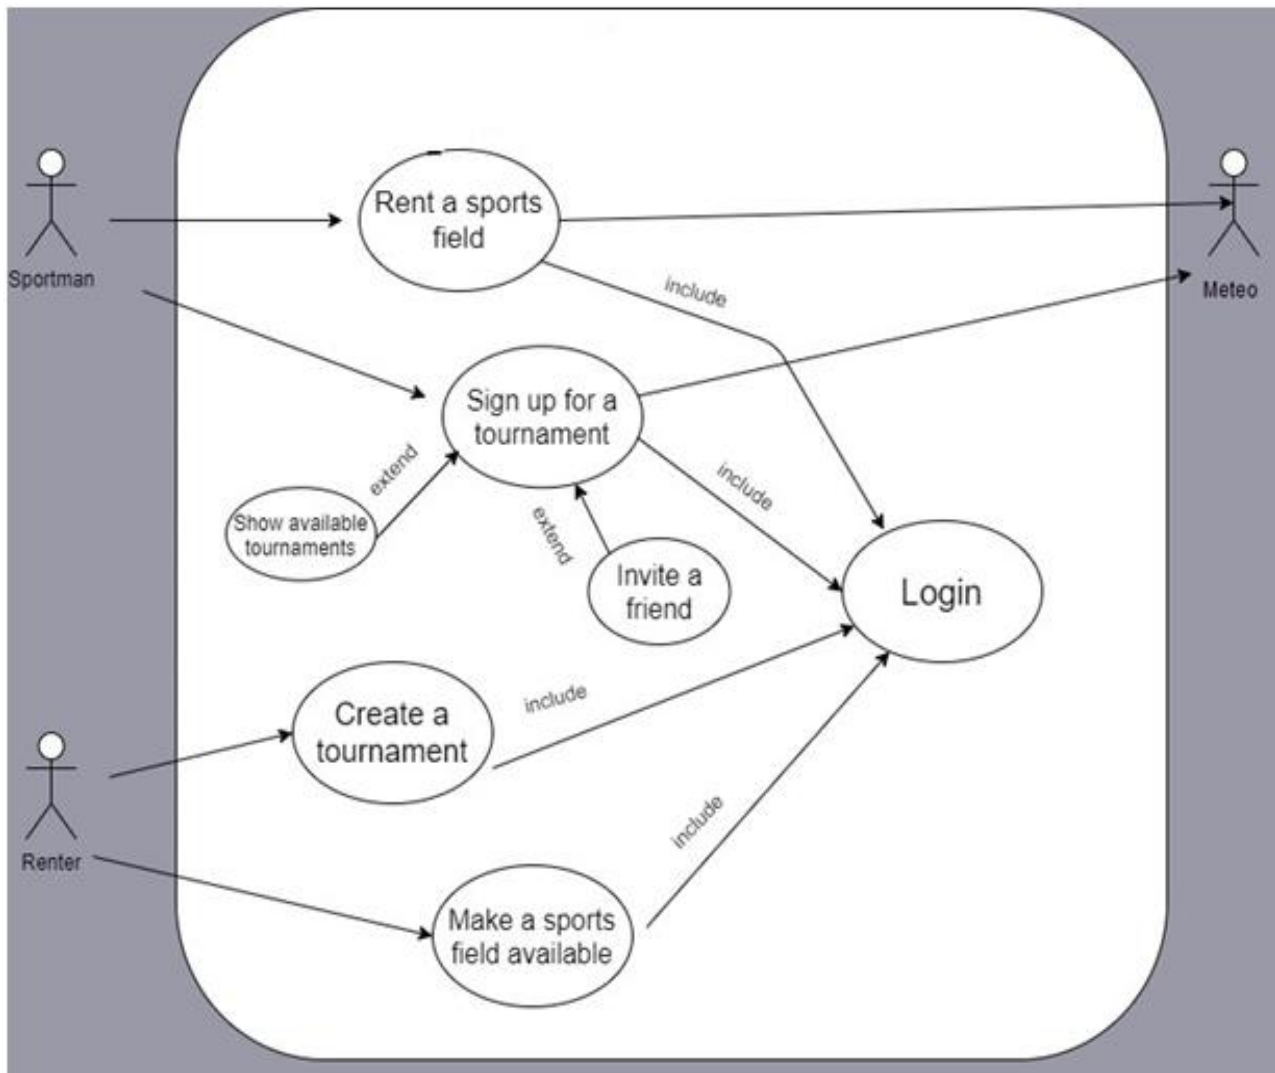 Rent a sports
field
Sportman
Meteo
include
Sign up for a
tournament
extend
include
Show available
tournaments
extend
Invite a
friend
Login
Create a
tournament
include
Renter
include
Make a sports
field available